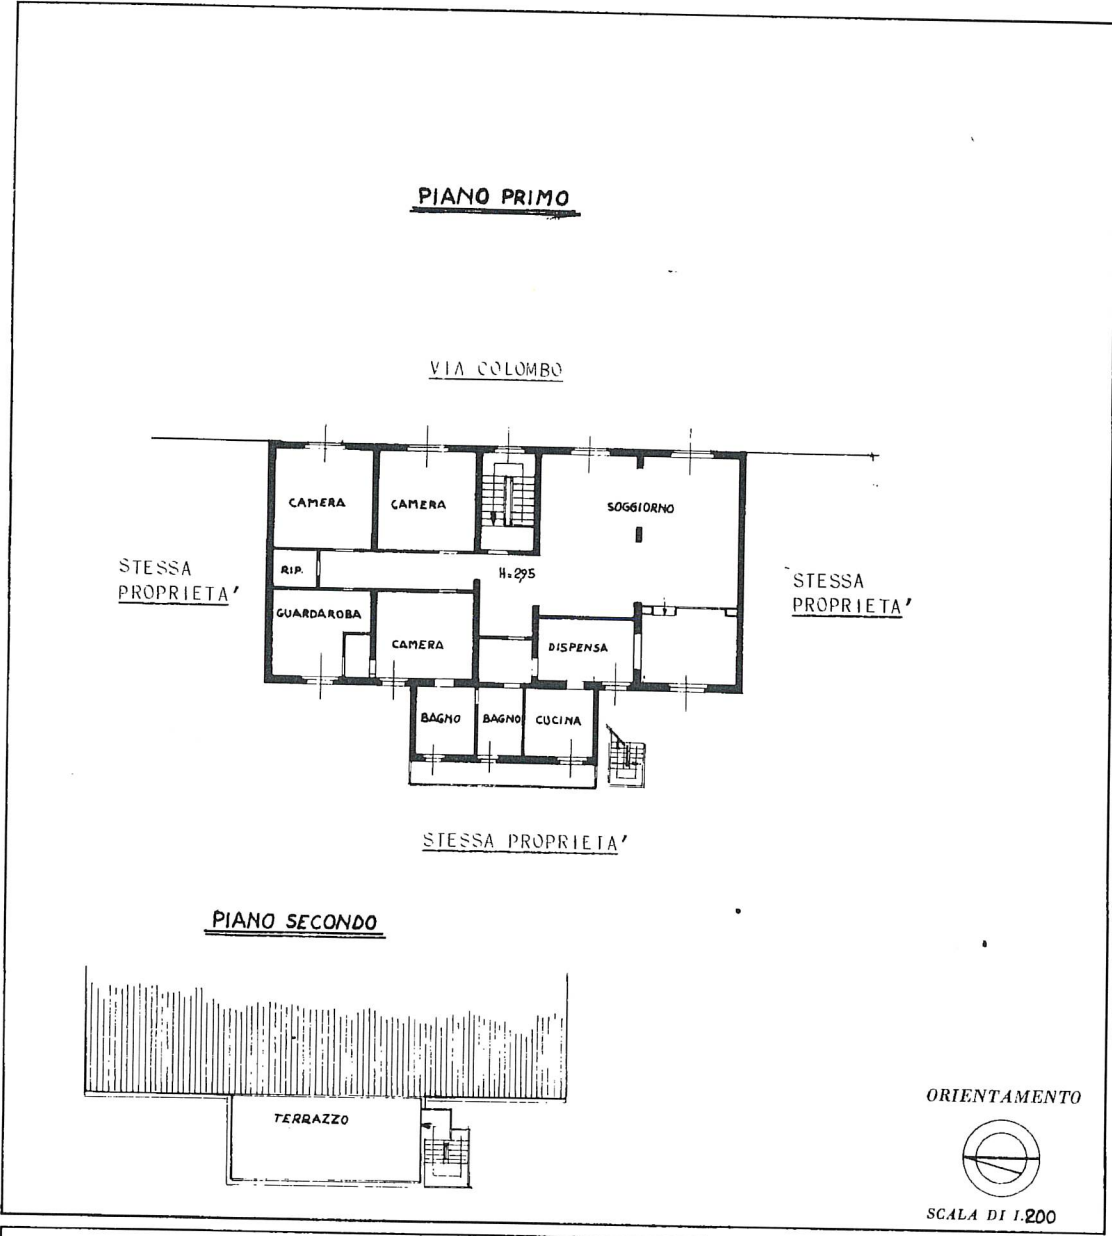 PIANO PRIMO
VIA COLOMBO
CAMERA
CAMERA
SOGGIORNO
STESSA
PROPRIETA'
RIP.
H=295
STESSA
PROPRIETA'
GUARDAROBA
CAMERA
DISPENSA
BAGNO
BAGNO
CUCINA
STESSA PROPRIETA'
PIANO SECONDO
TERRAZZO
ORIENTAMENTO
SCALA DI 1.200